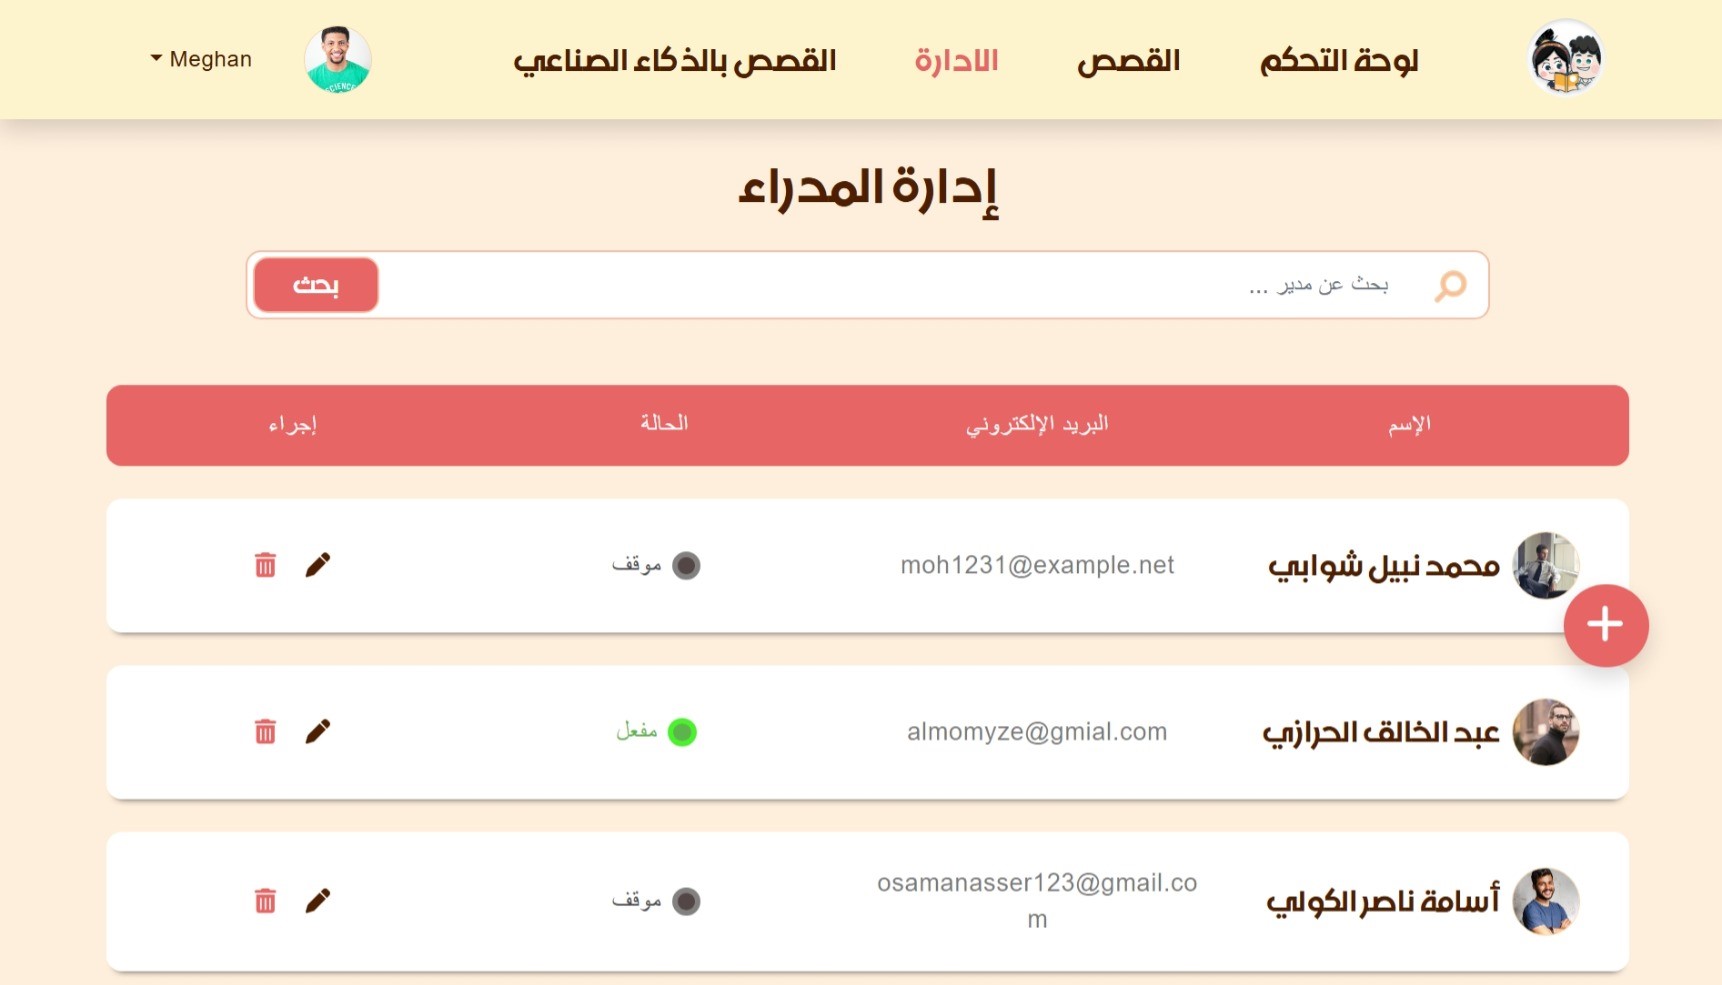 لوحة التحكم
القصص
الادارة
القصص بالذكاء الصناعي
SCIENCE
Meghan
إدارة المدراء
بحث عن مدير ...
بحث
الإسم
البريد الإلكتروني
الحالة
إجراء
محمد نبيل شوابي
moh1231@example.net
موقف
عبد الخالق الحرازي
almomyze@gmial.com
مفعل
أسامة ناصر الكولي
osamanasser123@gmail.co
m
موقف